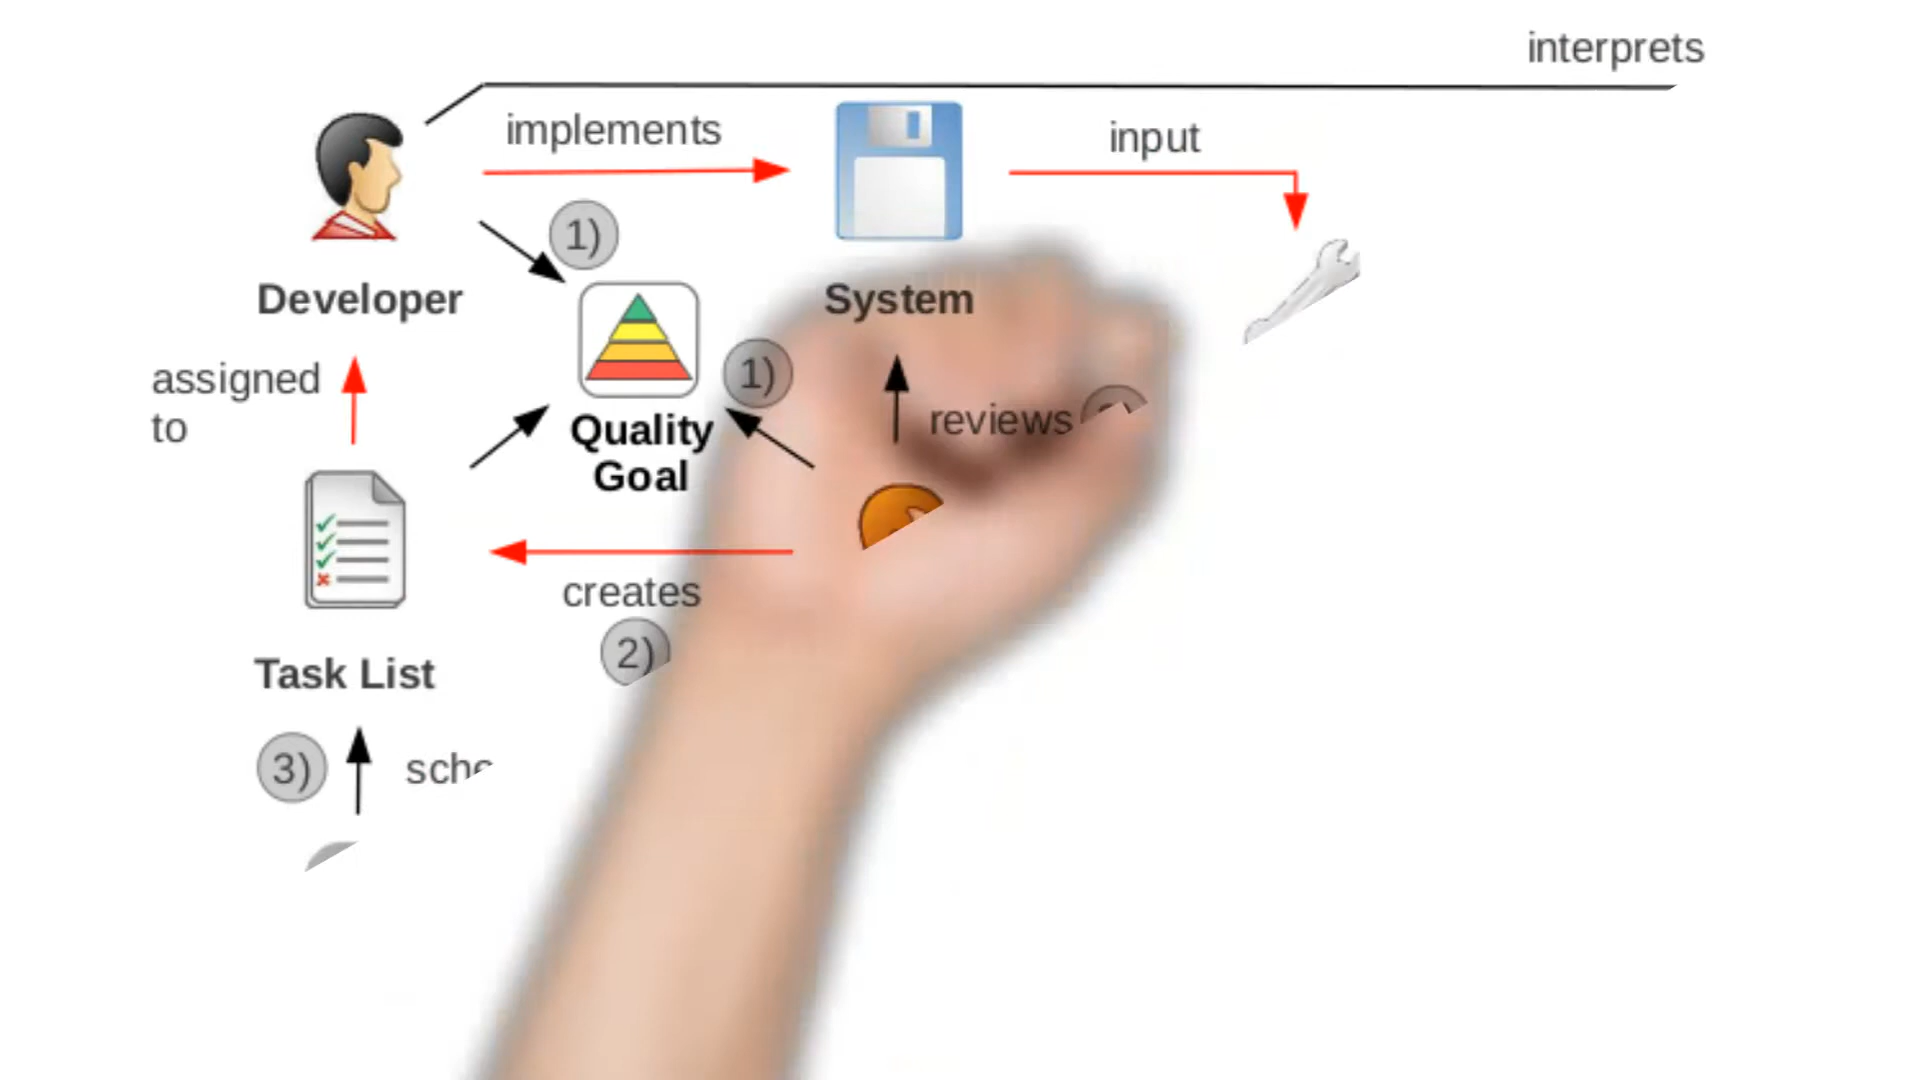 interprets
implements
input
1)
Developer
System
1)
assigned
to
reviews
Quality
Goal
creates
2)
Task List
3)